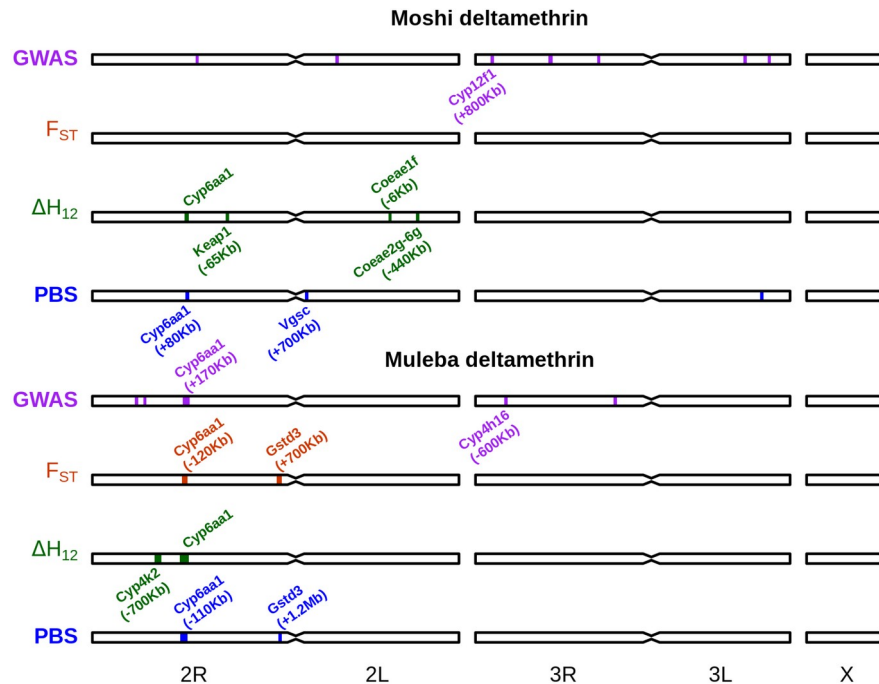 Moshi deltamethrin
GWAS
Cyp12f1
(+800Kb)
FST
ΔH12
Cyp6aa1
Keap1
(-65Kb)
Coeae1f
(-6Kb)
Coeae2g-6g
(-440Kb)
PBS
Cyp6aa1
(+80Kb)
Vgsc
(+700Kb)
Muleba deltamethrin
GWAS
Cyp6aa1
(+170Kb)
Cyp4h16
(-600Kb)
FST
Cyp6aa1
(-120Kb)
Gstd3
(+700Kb)
ΔH12
Cyp6aa1
Cyp4k2
(-700Kb)
PBS
Cyp6aa1
(-110Kb)
Gstd3
(+1.2Mb)
2R 2L 3R 3L X